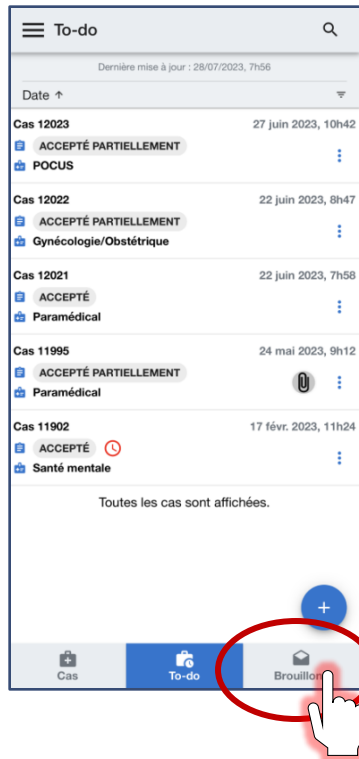 To-do
Dernière mise à jour : 28/07/2023, 7h56
Date ↑
Cas 12023 27 juin 2023, 10h42
ACCEPTÉ PARTIELLEMENT
POCUS
Cas 12022 22 juin 2023, 8h47
ACCEPTÉ PARTIELLEMENT
Gynécologie/Obstétrique
Cas 12021 22 juin 2023, 7h58
ACCEPTÉ
Paramédical
Cas 11995 24 mai 2023, 9h12
ACCEPTÉ PARTIELLEMENT
Paramédical
Cas 11902 17 févr. 2023, 11h24
ACCEPTÉ
Santé mentale
Toutes les cas sont affichées.
Cas To-do Brouillon